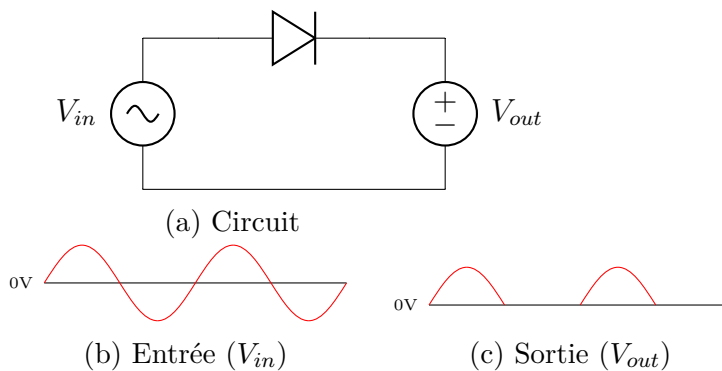 V_in
+
−
V_out
(a) Circuit
0V
0V
(b) Entrée (V_in)
(c) Sortie (V_out)